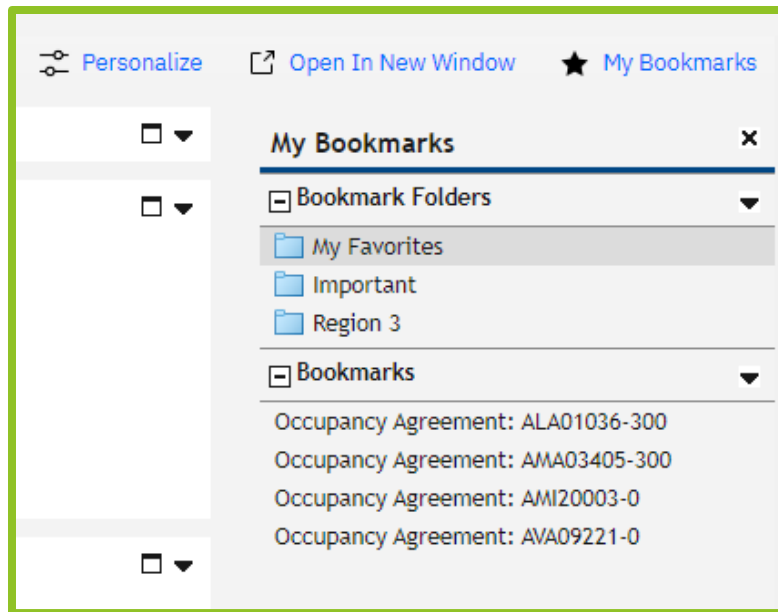 Personalize Open In New Window My Bookmarks
My Bookmarks
Bookmark Folders
My Favorites
Important
Region 3
Bookmarks
Occupancy Agreement: ALA01036-300
Occupancy Agreement: AMA03405-300
Occupancy Agreement: AMI20003-0
Occupancy Agreement: AVA09221-0